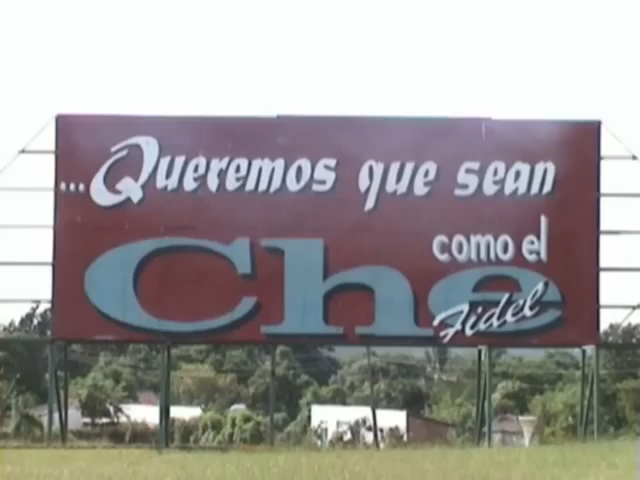 ...Queremos que sean
como el
Che
Fidel